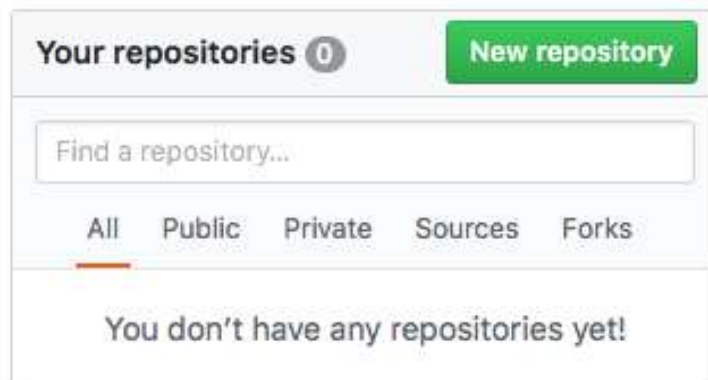 Your repositories 0 New repository
Find a repository...
All Public Private Sources Forks
You don't have any repositories yet!